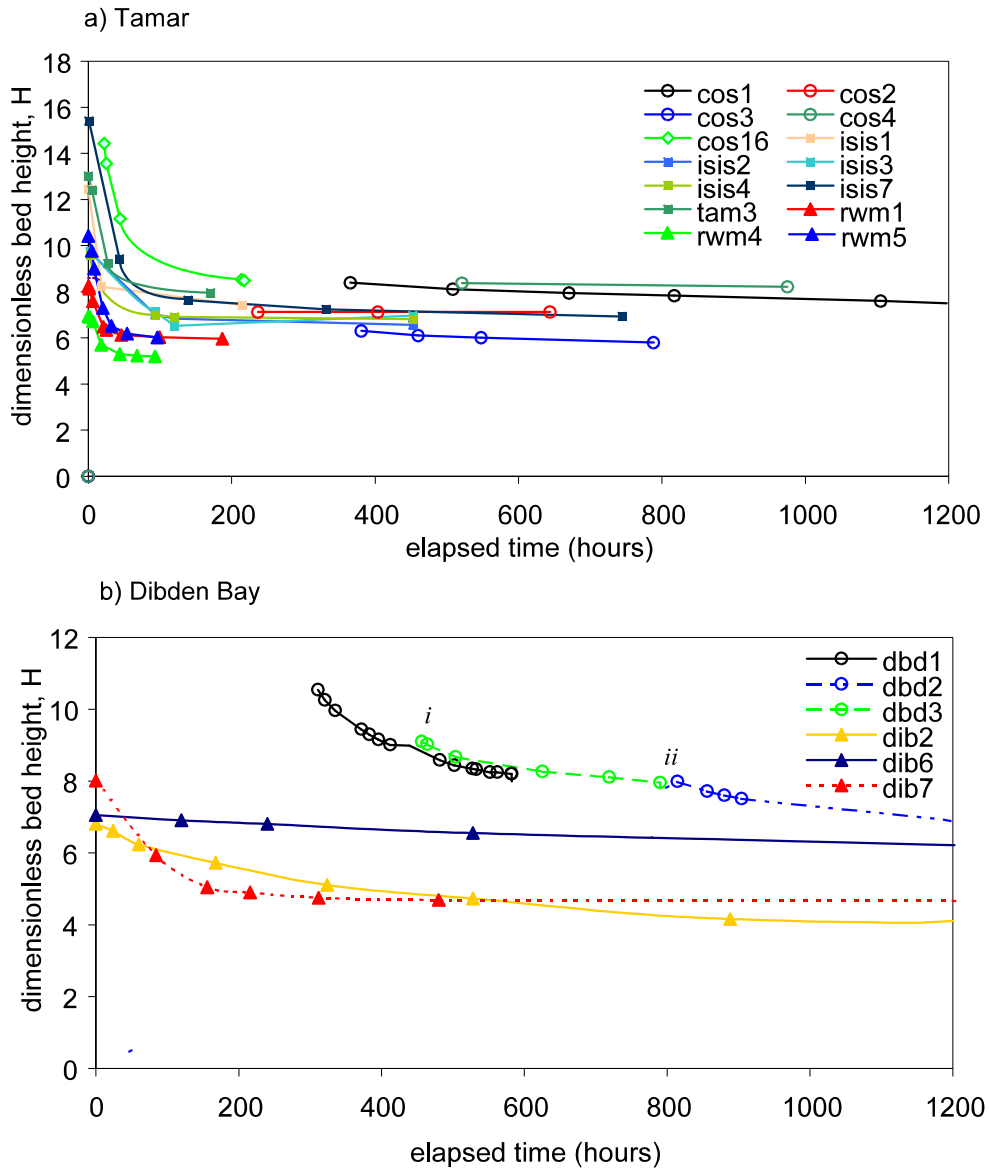 a) Tamar
dimensionless bed height, H
18
16
14
12
10
8
6
4
2
0
cos1 cos2
cos3 cos4
cos16 isis1
isis2 isis3
isis4 isis7
tam3 rwm1
rwm4 rwm5
0 200 400 600 800 1000 1200
elapsed time (hours)
b) Dibden Bay
dimensionless bed height, H
12
10
8
6
4
2
0
dbd1
dbd2
dbd3
dib2
dib6
dib7
i
ii
0 200 400 600 800 1000 1200
elapsed time (hours)